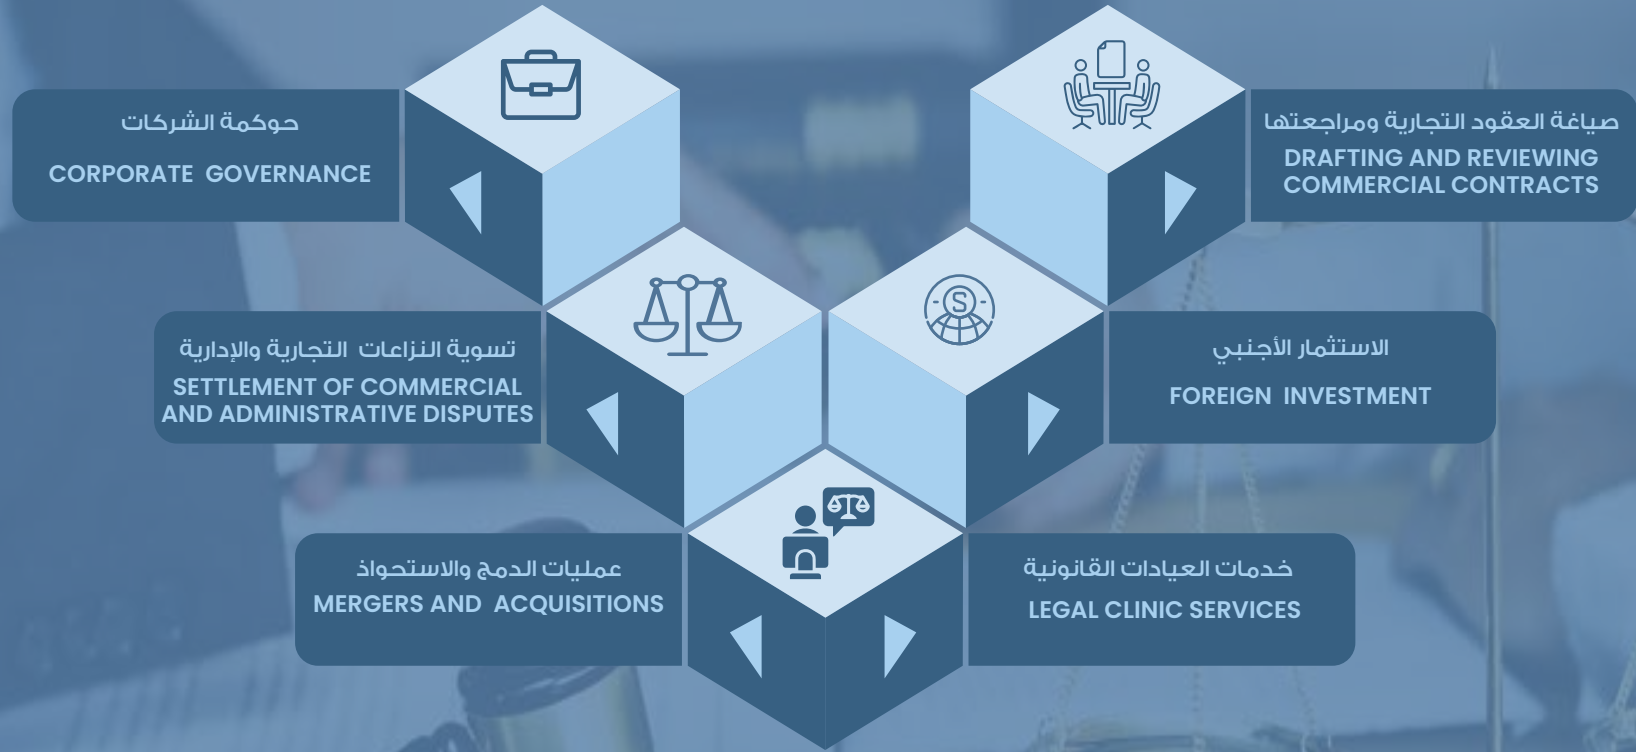 حوكمة الشركات
CORPORATE GOVERNANCE
صياغة العقود التجارية ومراجعتها
DRAFTING AND REVIEWING
COMMERCIAL CONTRACTS
تسوية النزاعات التجارية والإدارية
SETTLEMENT OF COMMERCIAL
AND ADMINISTRATIVE DISPUTES
S
الاستثمار الأجنبي
FOREIGN INVESTMENT
عمليات الدمج والاستحواذ
MERGERS AND ACQUISITIONS
خدمات العيادات القانونية
LEGAL CLINIC SERVICES